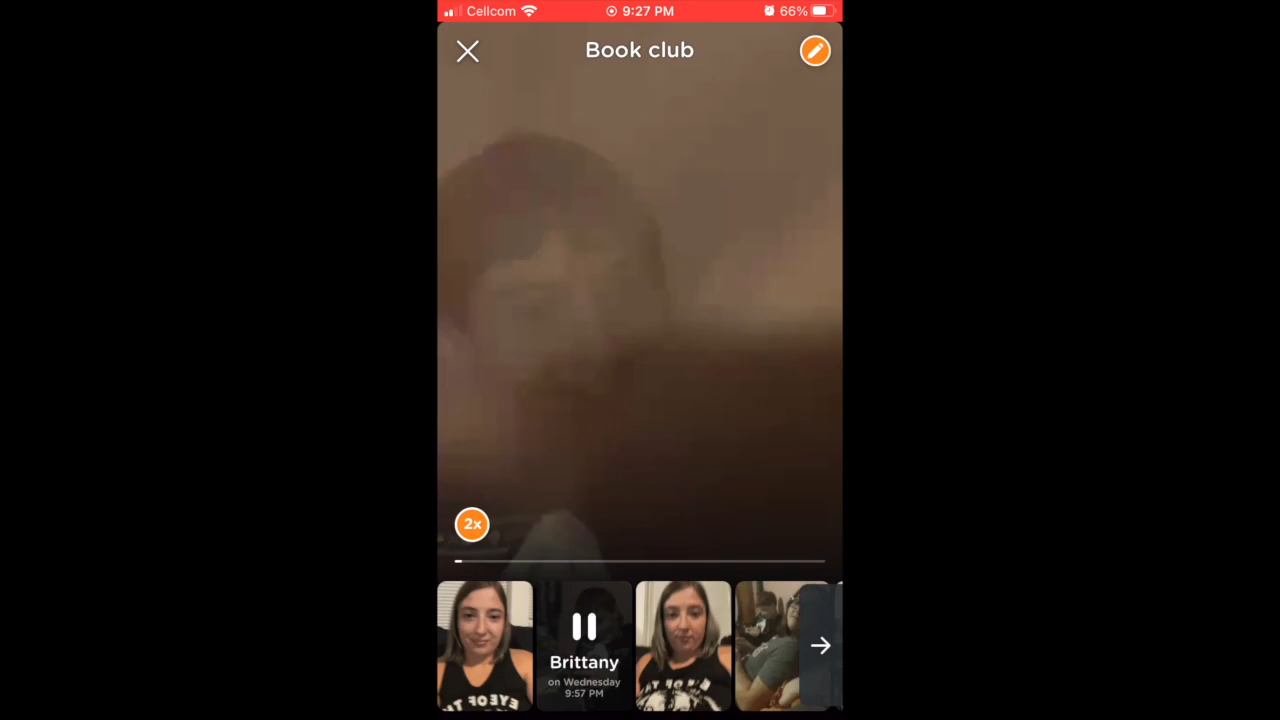 Cellcom 9:27 PM 66%
Book club
2x
Brittany
on Wednesday
9:57 PM